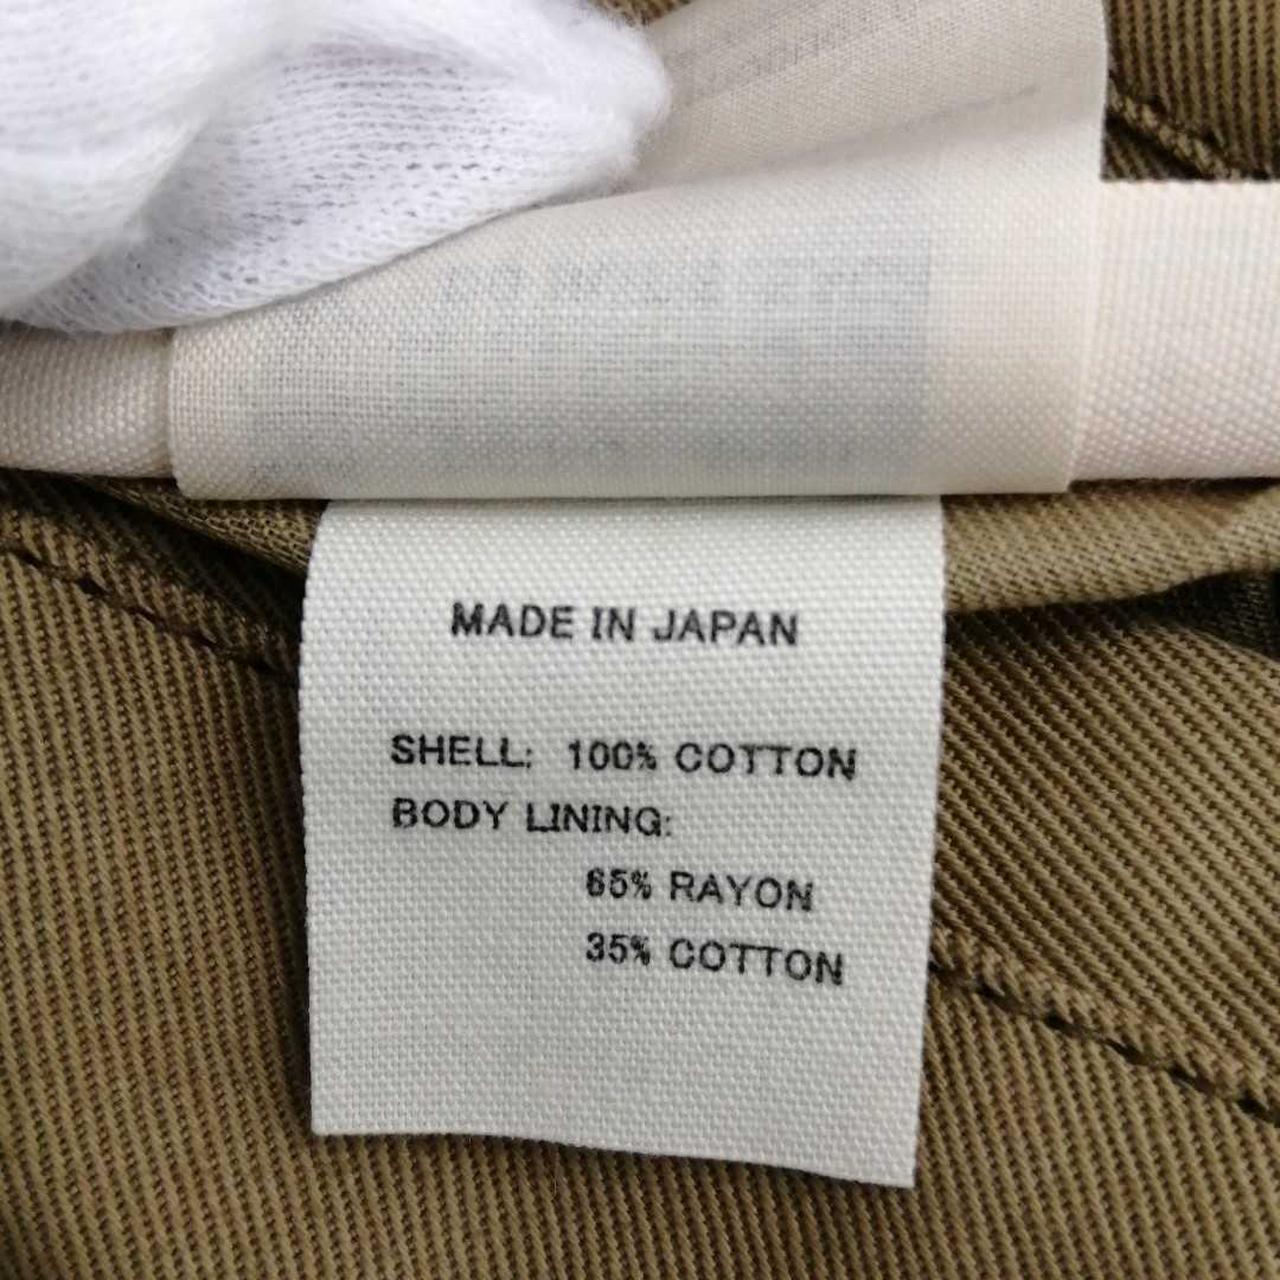 MADE IN JAPAN
SHELL: 100% COTTON
BODY LINING:
65% RAYON
35% COTTON